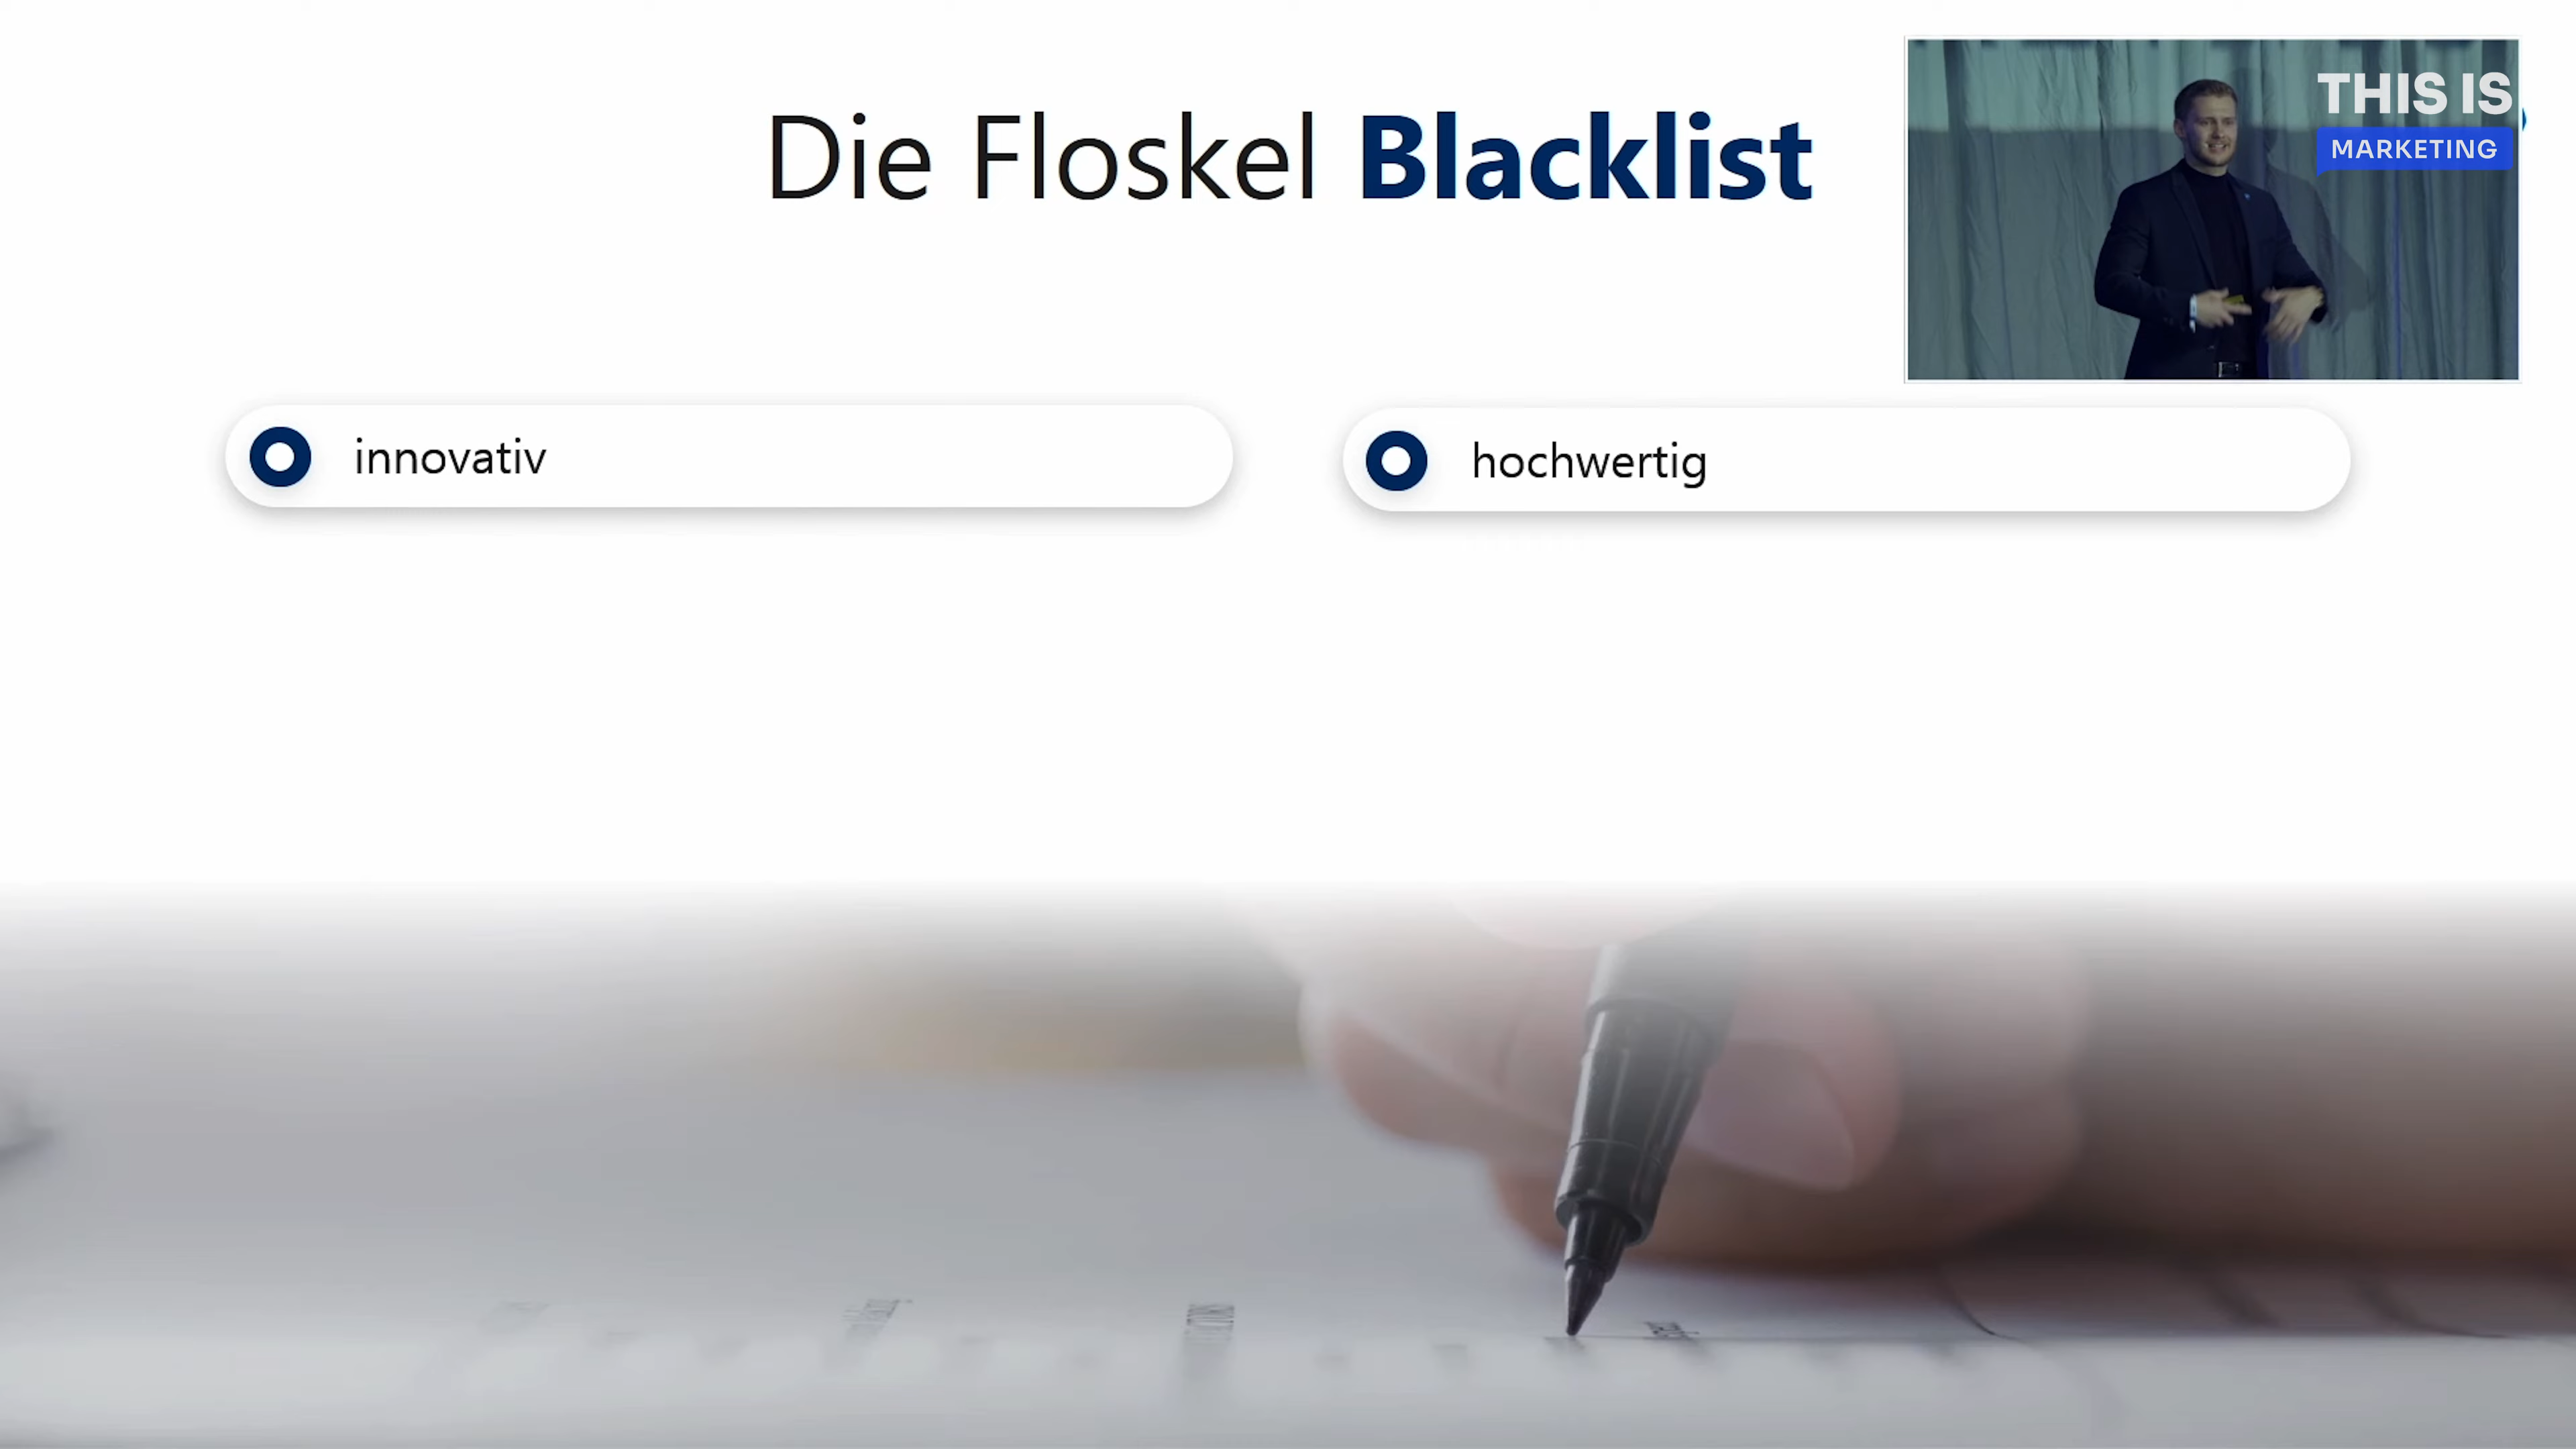 Die Floskel Blacklist
THIS IS
MARKETING
innovativ
hochwertig